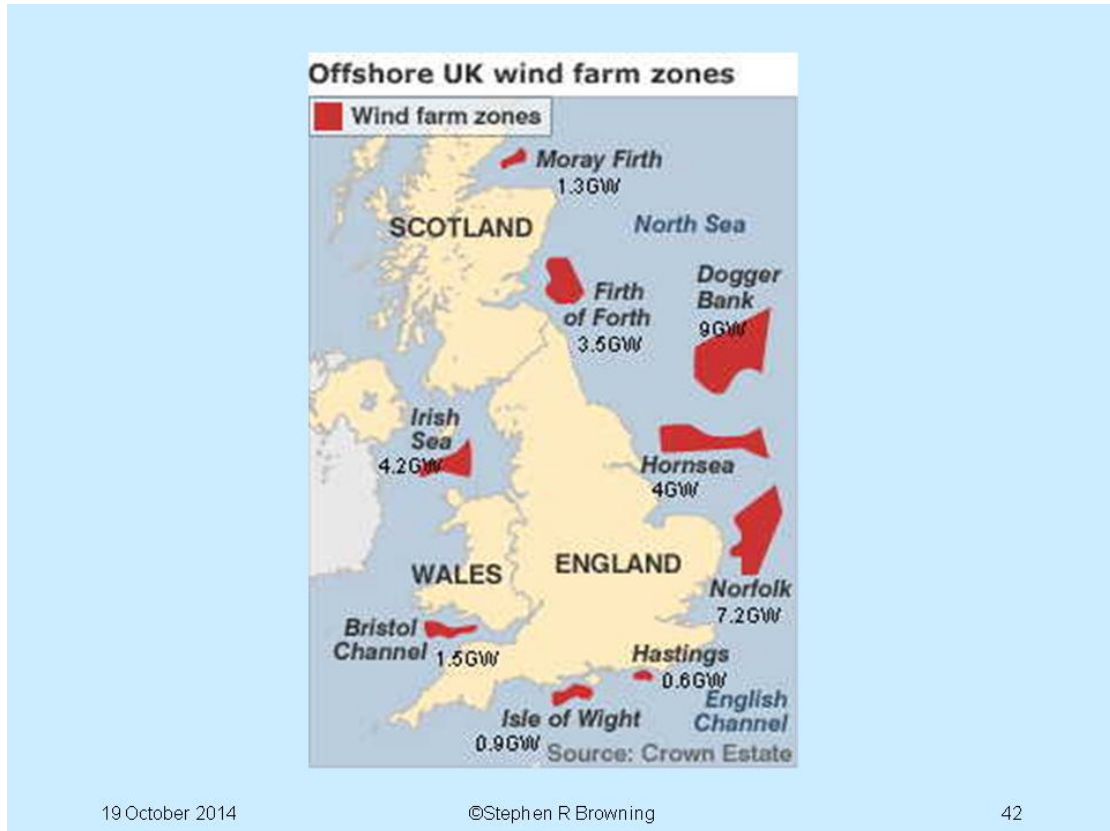 Offshore UK wind farm zones
Wind farm zones
Moray Firth
1.3GW
SCOTLAND
North Sea
Dogger
Bank
9GW
Firth
of Forth
3.5GW
Irish
Sea
4.2GW
Hornsea
4GW
WALES
ENGLAND
Norfolk
7.2GW
Bristol
Channel
1.5GW
Hastings
0.6GW
English
Channel
Isle of Wight
0.9GW
Source: Crown Estate
19 October 2014
©Stephen R Browning
42